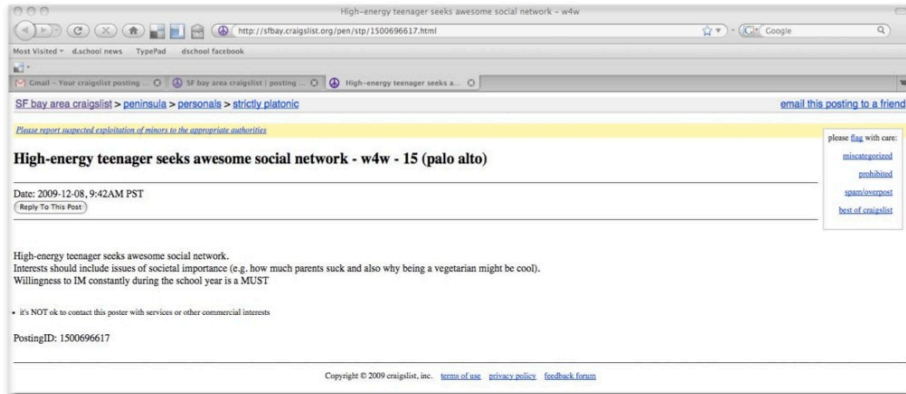 High-energy teenager seeks awesome social network - w4w
http://sfbay.craigslist.org/pen/stp/1500696617.html
Google
Most Visited d.school news TypePad dschool facebook
Gmail - Your craigslist posting ... SF bay area craigslist | posting ... High-energy teenager seeks a...
SF bay area craigslist > peninsula > personals > strictly platonic
email this posting to a friend
Please report suspected exploitation of minors to the appropriate authorities
please flag with care:
miscategorized
prohibited
spam/overpost
best of craigslist
High-energy teenager seeks awesome social network - w4w - 15 (palo alto)
Date: 2009-12-08, 9:42AM PST
Reply To This Post
High-energy teenager seeks awesome social network.
Interests should include issues of societal importance (e.g. how much parents suck and also why being a vegetarian might be cool).
Willingness to IM constantly during the school year is a MUST
• it's NOT ok to contact this poster with services or other commercial interests
PostingID: 1500696617
Copyright © 2009 craigslist, inc. terms of use privacy policy feedback forum